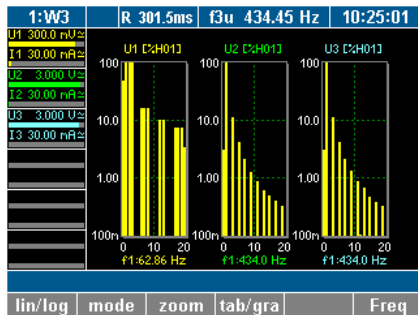 1:W3 R 301.5ms f3u 434.45 Hz 10:25:01
U1 300.0 mV≃
I1 30.00 mA≃
U2 3.000 V≃
I2 30.00 mA≃
U3 3.000 V≃
I3 30.00 mA≃
U1 [%H01] U2 [%H01] U3 [%H01]
100 100 100
10.0 10.0 10.0
1.00 1.00 1.00
100m 100m 100m
0 10 20 0 10 20 0 10 20
f1:62.86 Hz f1:434.0 Hz f1:434.0 Hz
lin/log mode zoom tab/gra Freq